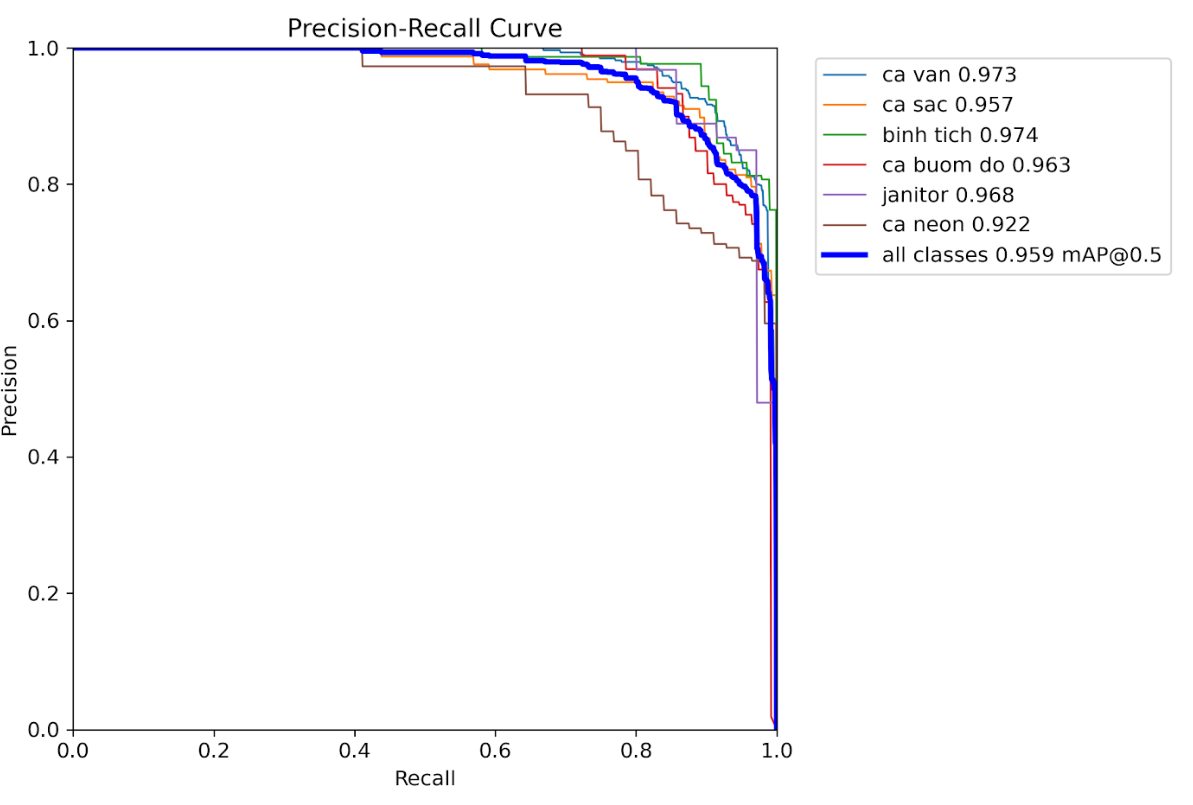 Precision-Recall Curve
1.0
0.8
0.6
0.4
0.2
0.0
Precision
0.0 0.2 0.4 0.6 0.8 1.0
Recall
ca van 0.973
ca sac 0.957
binh tich 0.974
ca buom do 0.963
janitor 0.968
ca neon 0.922
all classes 0.959 mAP@0.5